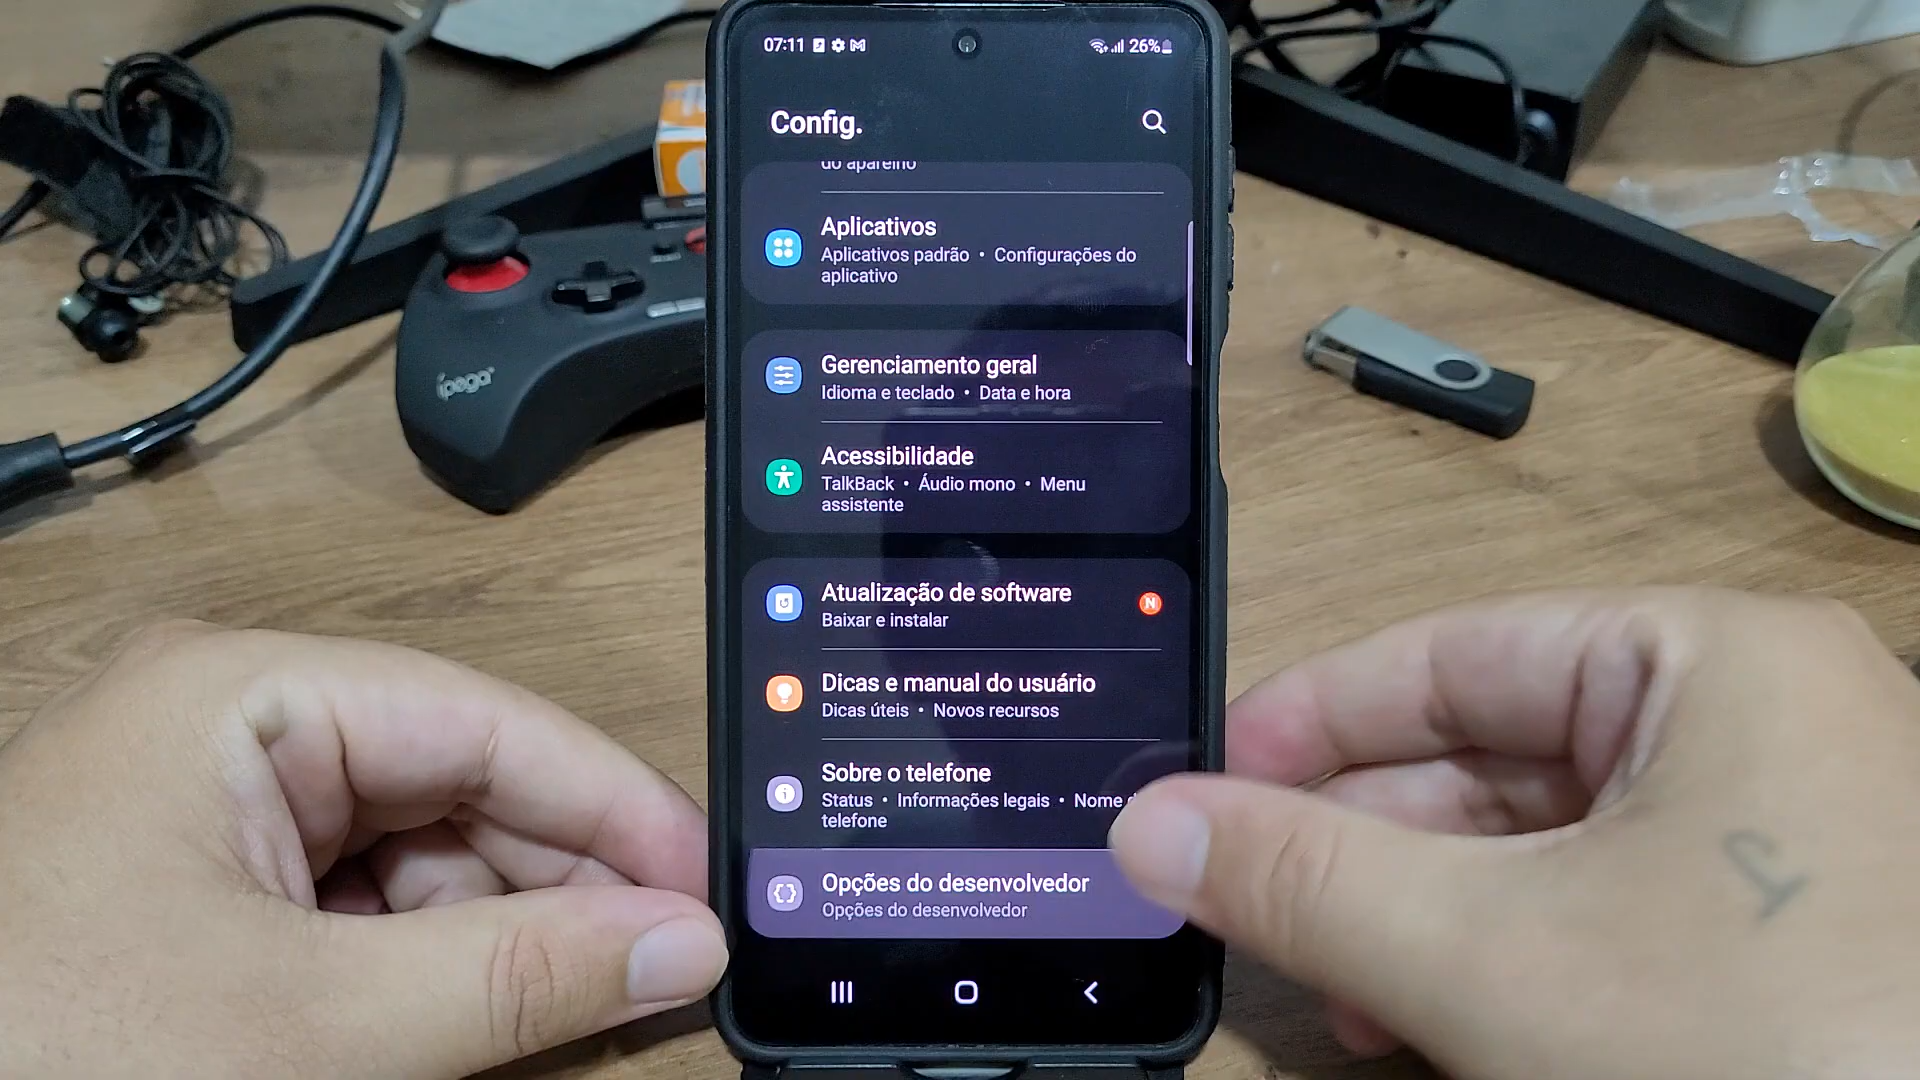 07:11
26%
Config.
do aparelho
Aplicativos
Aplicativos padrão • Configurações do
aplicativo
Gerenciamento geral
Idioma e teclado • Data e hora
Acessibilidade
TalkBack • Áudio mono • Menu
assistente
Atualização de software
N
Baixar e instalar
Dicas e manual do usuário
Dicas úteis • Novos recursos
Sobre o telefone
Status • Informações legais • Nome
telefone
Opções do desenvolvedor
Opções do desenvolvedor
ipega